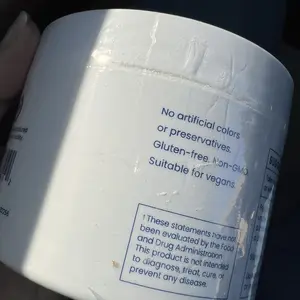 No artificial colors
or preservatives.
Gluten-free. Non-GMO
Suitable for vegans.
† These statements have not
been evaluated by the Food
and Drug Administration
This product is not intended
to diagnose, treat, cure, or
prevent any disease.